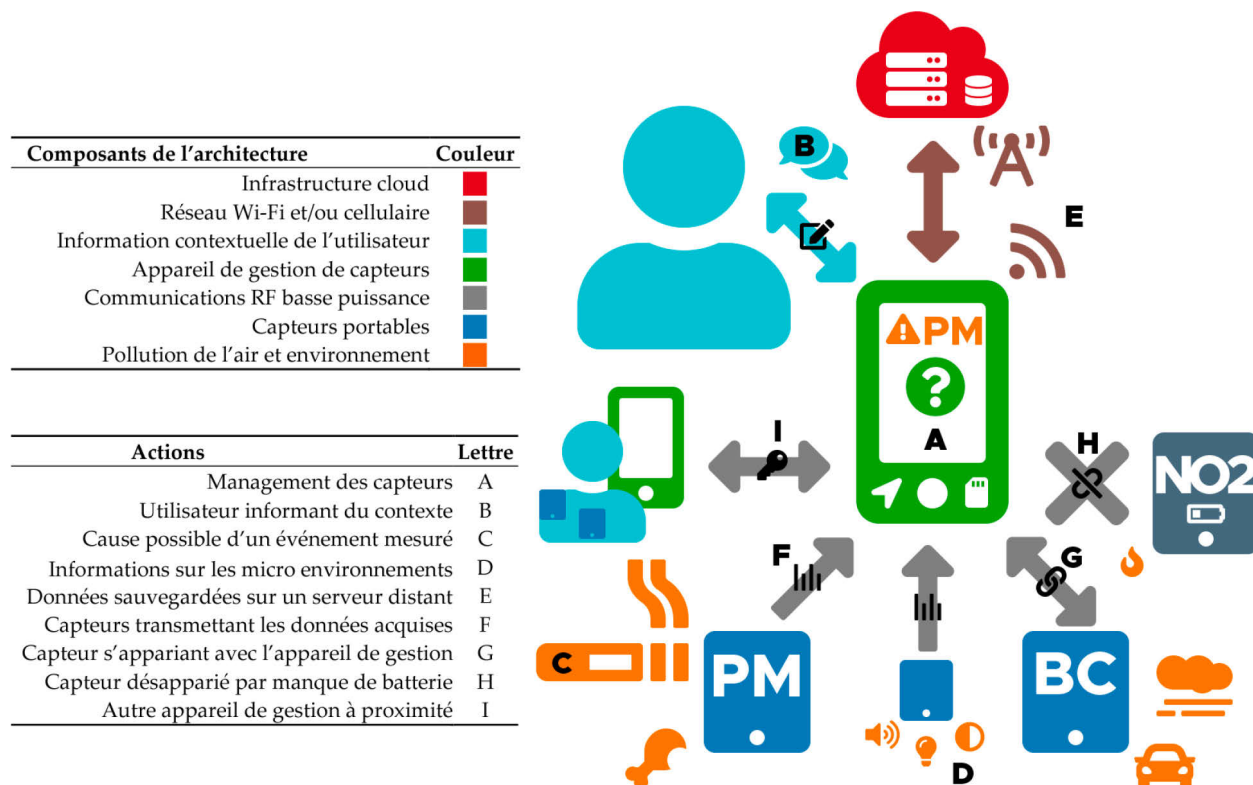 Composants de l'architecture Couleur
Infrastructure cloud
Réseau Wi-Fi et/ou cellulaire
Information contextuelle de l'utilisateur
Appareil de gestion de capteurs
Communications RF basse puissance
Capteurs portables
Pollution de l'air et environnement
Actions Lettre
Management des capteurs A
Utilisateur informant du contexte B
Cause possible d'un événement mesuré C
Informations sur les micro environnements D
Données sauvegardées sur un serveur distant E
Capteurs transmettant les données acquises F
Capteur s'appariant avec l'appareil de gestion G
Capteur désapparié par manque de batterie H
Autre appareil de gestion à proximité I
B
E
PM
?
A
I
H
NO2
F
G
C
PM
BC
D